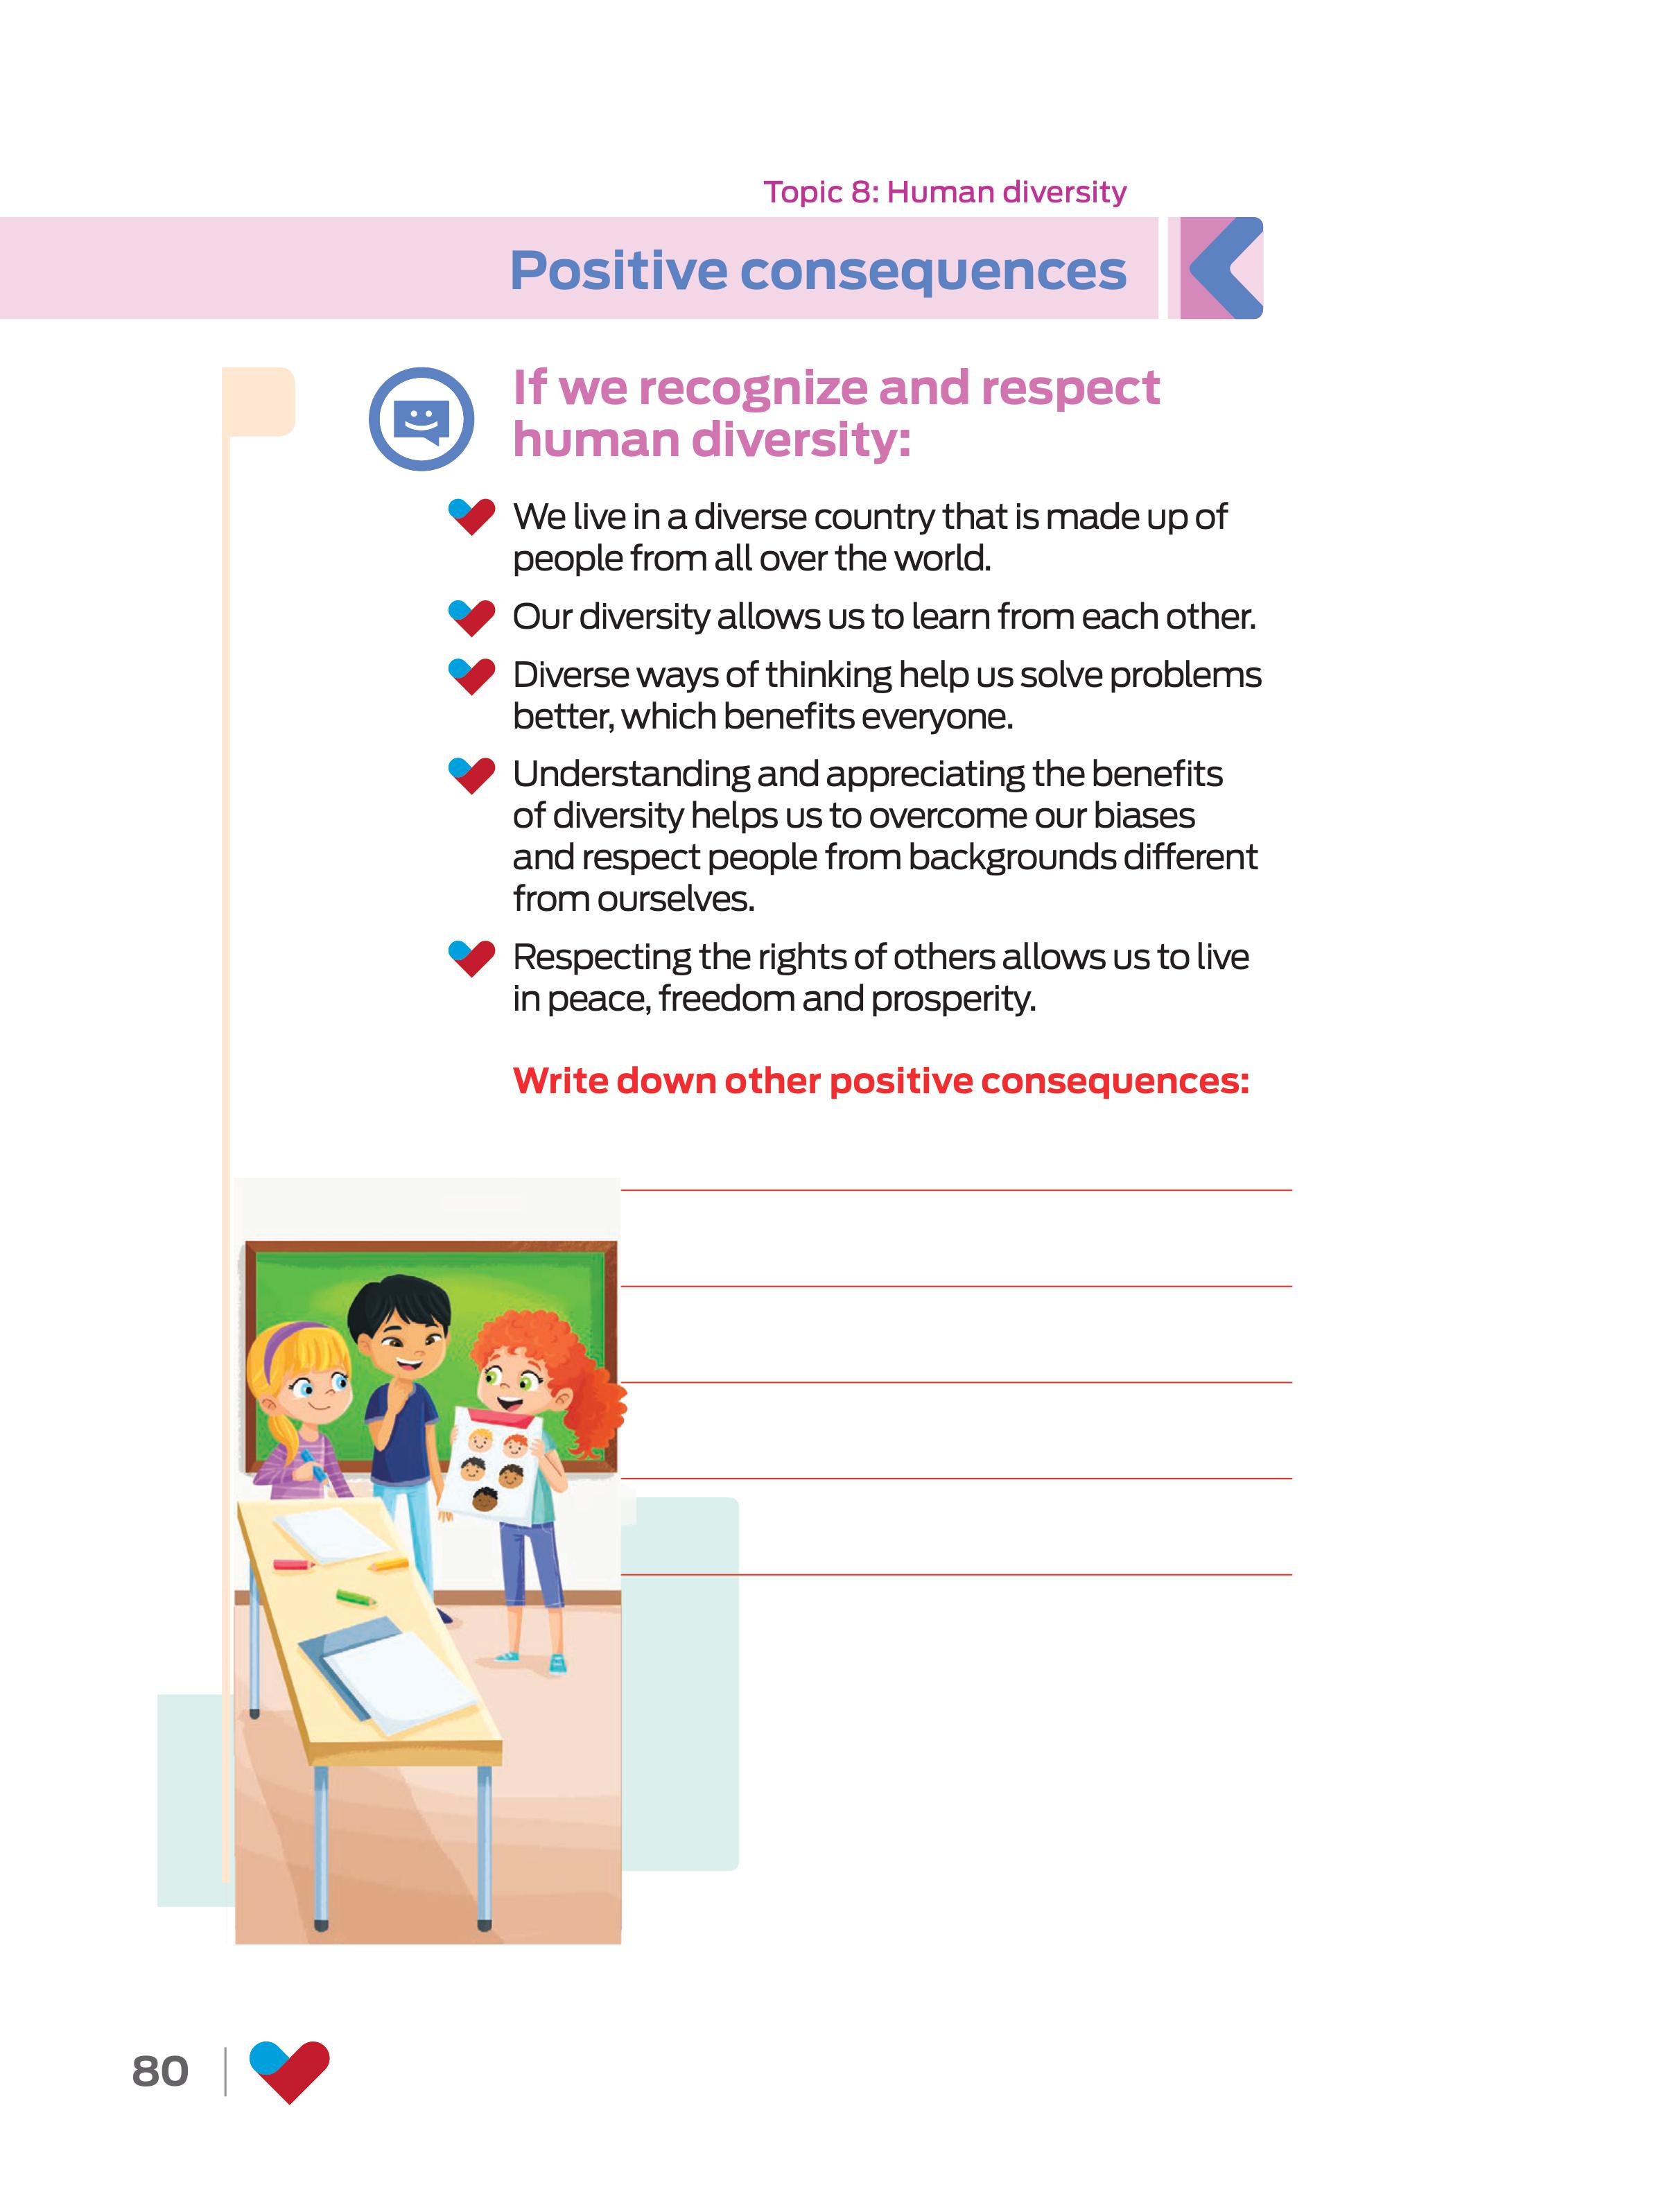 Topic 8: Human diversity
Positive consequences
If we recognize and respect
human diversity:
We live in a diverse country that is made up of
people from all over the world.
Our diversity allows us to learn from each other.
Diverse ways of thinking help us solve problems
better, which benefits everyone.
Understanding and appreciating the benefits
of diversity helps us to overcome our biases
and respect people from backgrounds different
from ourselves.
Respecting the rights of others allows us to live
in peace, freedom and prosperity.
Write down other positive consequences:
80